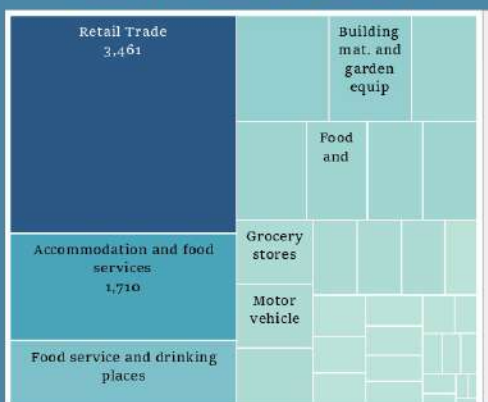 Retail Trade
3,461
Building
mat. and
garden
equip
Food
and
Accommodation and food
services
1,710
Grocery
stores
Motor
vehicle
Food service and drinking
places